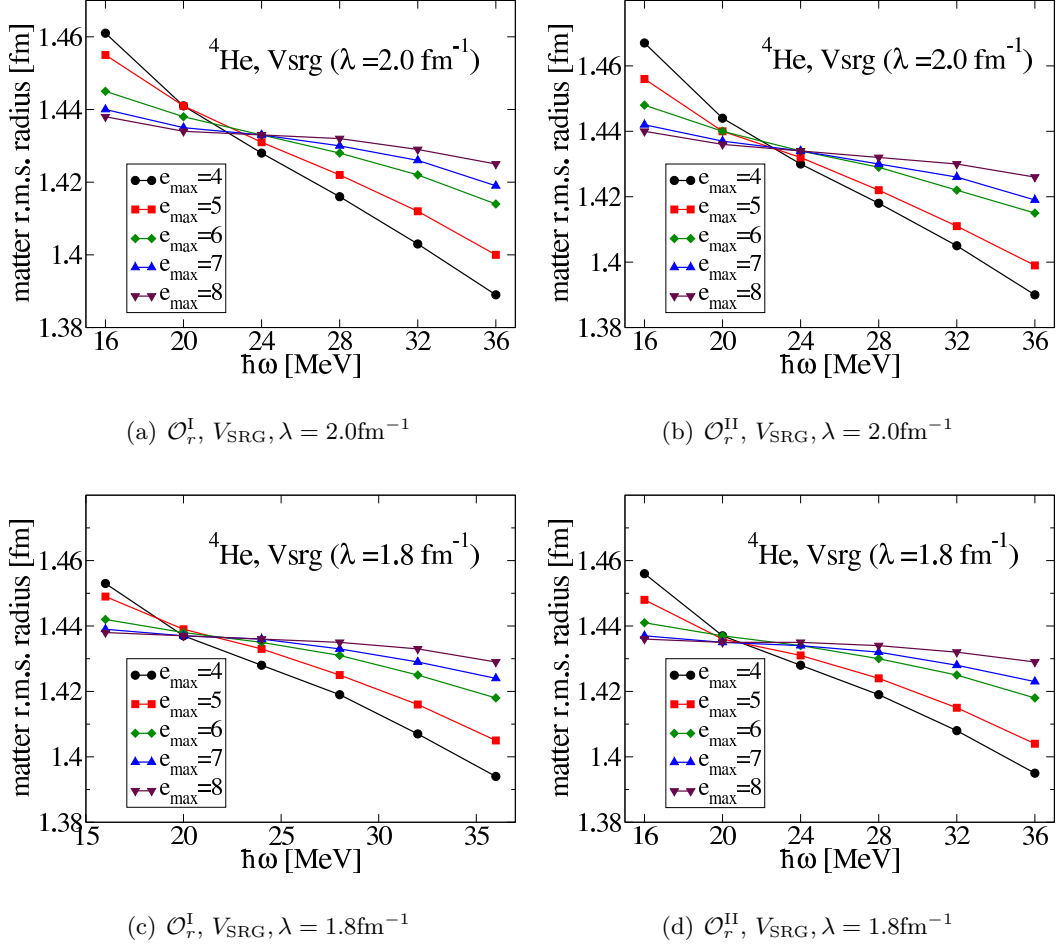 matter r.m.s. radius [fm]
1.46
1.44
1.42
1.4
1.38
⁴He, Vsrg (λ =2.0 fm⁻¹)
e_max=4
e_max=5
e_max=6
e_max=7
e_max=8
16 20 24 28 32 36
ħω [MeV]
(a) 𝒪ᵣᴵ, V_SRG, λ = 2.0fm⁻¹
matter r.m.s. radius [fm]
1.46
1.44
1.42
1.4
1.38
⁴He, Vsrg (λ =2.0 fm⁻¹)
e_max=4
e_max=5
e_max=6
e_max=7
e_max=8
16 20 24 28 32 36
ħω [MeV]
(b) 𝒪ᵣᴵᴵ, V_SRG, λ = 2.0fm⁻¹
matter r.m.s. radius [fm]
1.46
1.44
1.42
1.4
1.38
⁴He, Vsrg (λ =1.8 fm⁻¹)
e_max=4
e_max=5
e_max=6
e_max=7
e_max=8
15 20 25 30 35
ħω [MeV]
(c) 𝒪ᵣᴵ, V_SRG, λ = 1.8fm⁻¹
matter r.m.s. radius [fm]
1.46
1.44
1.42
1.4
1.38
⁴He, Vsrg (λ =1.8 fm⁻¹)
e_max=4
e_max=5
e_max=6
e_max=7
e_max=8
16 20 24 28 32 36
ħω [MeV]
(d) 𝒪ᵣᴵᴵ, V_SRG, λ = 1.8fm⁻¹